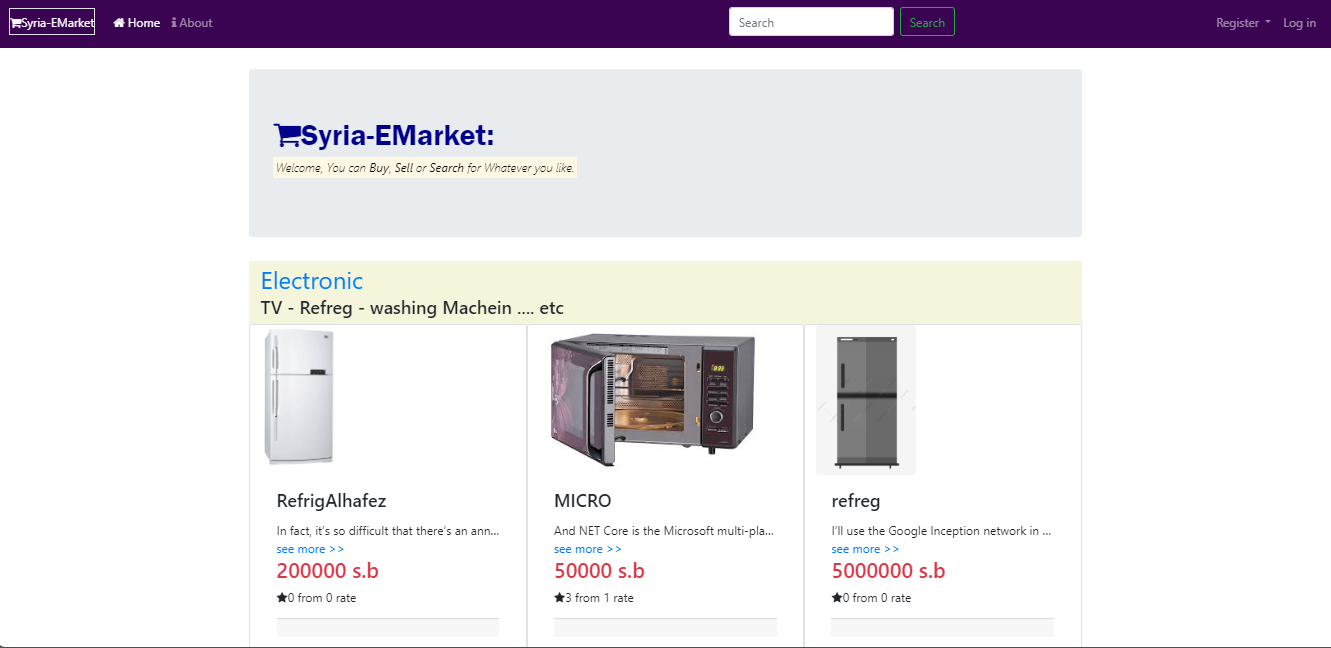 Syria-EMarket Home About Search Search Register Log in
Syria-EMarket:
Welcome, You can Buy, Sell or Search for Whatever you like.
Electronic
TV - Refreg - washing Machein .... etc
RefrigAlhafez
In fact, it's so difficult that there's an ann...
see more >>
200000 s.b
0 from 0 rate
MICRO
And NET Core is the Microsoft multi-pla...
see more >>
50000 s.b
3 from 1 rate
refreg
I'll use the Google Inception network in ...
see more >>
5000000 s.b
0 from 0 rate